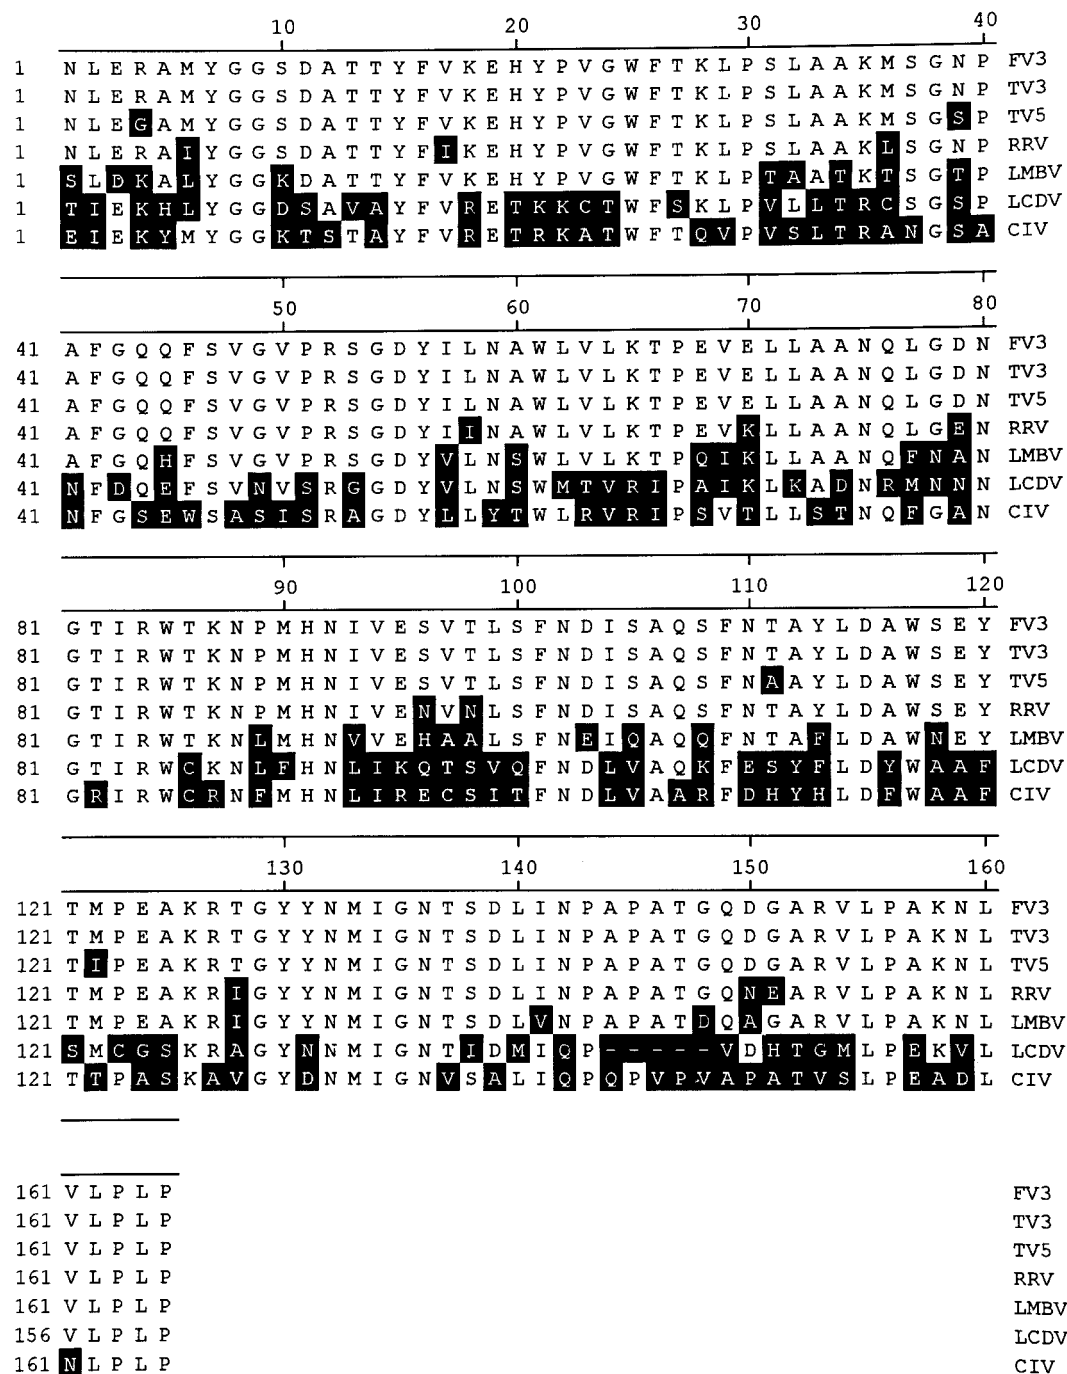 10 20 30 40
1 N L E R A M Y G G S D A T T Y F V K E H Y P V G W F T K L P S L A A K M S G N P FV3
1 N L E R A M Y G G S D A T T Y F V K E H Y P V G W F T K L P S L A A K M S G N P TV3
1 N L E G A M Y G G S D A T T Y F V K E H Y P V G W F T K L P S L A A K M S G S P TV5
1 N L E R A I Y G G S D A T T Y F I K E H Y P V G W F T K L P S L A A K L S G N P RRV
1 S L D K A L Y G G K D A T T Y F V K E H Y P V G W F T K L P T A A T K T S G T P LMBV
1 T I E K H L Y G G D S A V A Y F V R E T K K C T W F S K L P V L L T R C S G S P LCDV
1 E I E K Y M Y G G K T S T A Y F V R E T R K A T W F T Q V P V S L T R A N G S A CIV
50 60 70 80
41 A F G Q Q F S V G V P R S G D Y I L N A W L V L K T P E V E L L A A N Q L G D N FV3
41 A F G Q Q F S V G V P R S G D Y I L N A W L V L K T P E V E L L A A N Q L G D N TV3
41 A F G Q Q F S V G V P R S G D Y I L N A W L V L K T P E V E L L A A N Q L G D N TV5
41 A F G Q Q F S V G V P R S G D Y I I N A W L V L K T P E V K L L A A N Q L G E N RRV
41 A F G Q H F S V G V P R S G D Y V L N S W L V L K T P Q I K L L A A N Q F N A N LMBV
41 N F D Q E F S V N V S R G G D Y V L N S W M T V R I P A I K L K A D N R M N N N LCDV
41 N F G S E W S A S I S R A G D Y L L Y T W L R V R I P S V T L L S T N Q F G A N CIV
90 100 110 120
81 G T I R W T K N P M H N I V E S V T L S F N D I S A Q S F N T A Y L D A W S E Y FV3
81 G T I R W T K N P M H N I V E S V T L S F N D I S A Q S F N T A Y L D A W S E Y TV3
81 G T I R W T K N P M H N I V E S V T L S F N D I S A Q S F N A A Y L D A W S E Y TV5
81 G T I R W T K N P M H N I V E N V N L S F N D I S A Q S F N T A Y L D A W S E Y RRV
81 G T I R W T K N L M H N V V E H A A L S F N E I Q A Q Q F N T A F L D A W N E Y LMBV
81 G T I R W C K N L F H N L I K Q T S V Q F N D L V A Q K F E S Y F L D Y W A A F LCDV
81 G R I R W C R N F M H N L I R E C S I T F N D L V A A R F D H Y H L D F W A A F CIV
130 140 150 160
121 T M P E A K R T G Y Y N M I G N T S D L I N P A P A T G Q D G A R V L P A K N L FV3
121 T M P E A K R T G Y Y N M I G N T S D L I N P A P A T G Q D G A R V L P A K N L TV3
121 T I P E A K R T G Y Y N M I G N T S D L I N P A P A T G Q D G A R V L P A K N L TV5
121 T M P E A K R I G Y Y N M I G N T S D L I N P A P A T G Q N E A R V L P A K N L RRV
121 T M P E A K R I G Y Y N M I G N T S D L V N P A P A T D Q A G A R V L P A K N L LMBV
121 S M C G S K R A G Y N N M I G N T I D M I Q P - - - - - V D H T G M L P E K V L LCDV
121 T T P A S K A V G Y D N M I G N V S A L I Q P Q P V P V A P A T V S L P E A D L CIV
161 V L P L P FV3
161 V L P L P TV3
161 V L P L P TV5
161 V L P L P RRV
161 V L P L P LMBV
156 V L P L P LCDV
161 N L P L P CIV